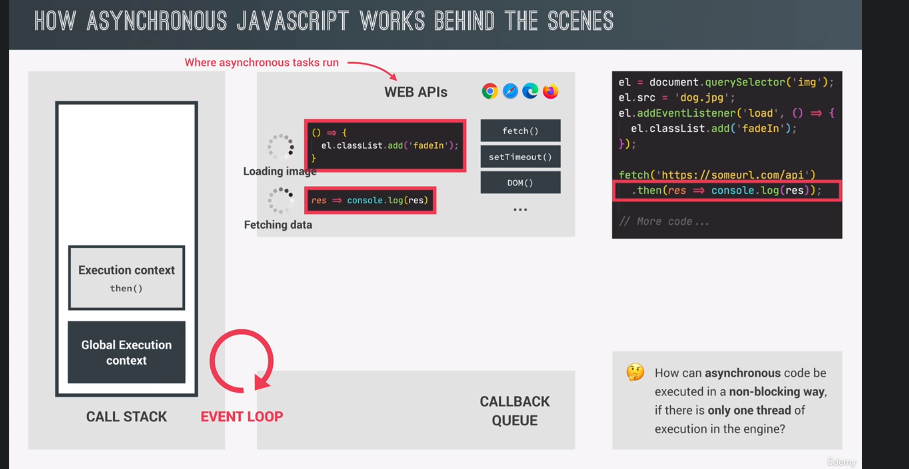 HOW ASYNCHRONOUS JAVASCRIPT WORKS BEHIND THE SCENES
Where asynchronous tasks run
WEB APIs
() => {
el.classList.add('fadeIn');
}
Loading image
res => console.log(res)
Fetching data
fetch()
setTimeout()
DOM()
...
el = document.querySelector('img');
el.src = 'dog.jpg';
el.addEventListener('load', () => {
el.classList.add('fadeIn');
});
fetch('https://someurl.com/api')
.then(res => console.log(res));
// More code...
Execution context
then()
Global Execution
context
CALL STACK
EVENT LOOP
CALLBACK
QUEUE
How can asynchronous code be
executed in a non-blocking way,
if there is only one thread of
execution in the engine?
ûdemy